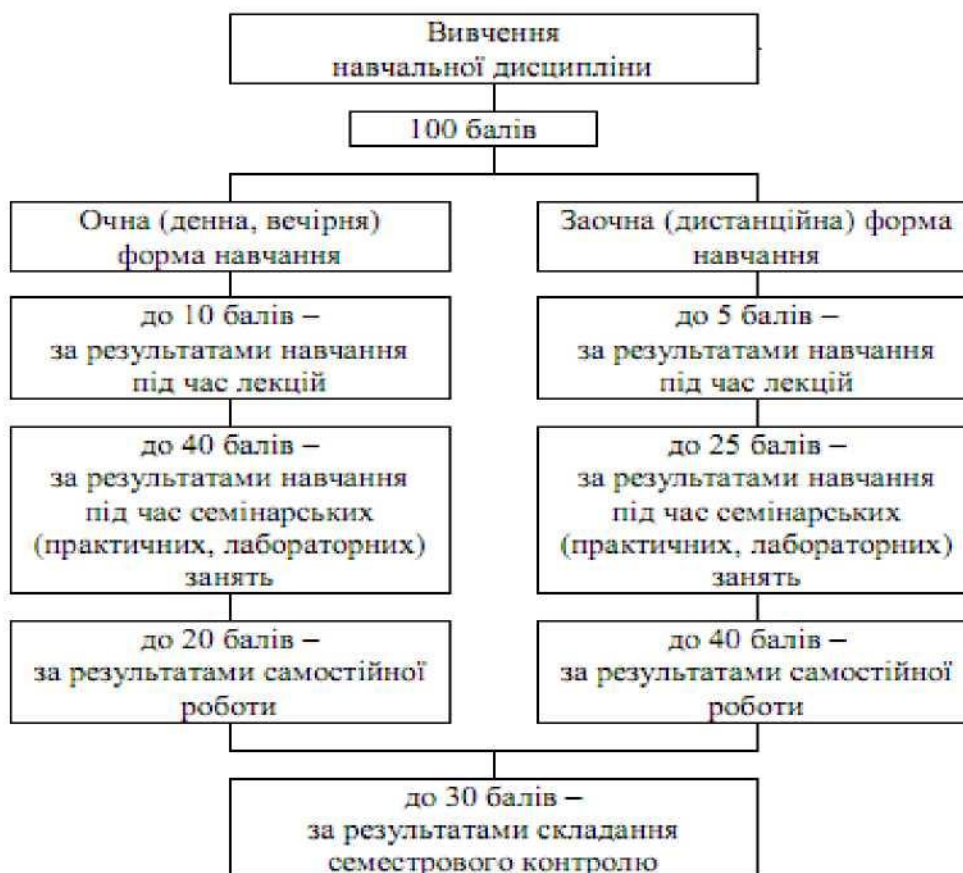 Вивчення
навчальної дисципліни
100 балів
Очна (денна, вечірня)
форма навчання
до 10 балів –
за результатами навчання
під час лекцій
до 40 балів –
за результатами навчання
під час семінарських
(практичних, лабораторних)
занять
до 20 балів –
за результатами самостійної
роботи
Заочна (дистанційна) форма
навчання
до 5 балів –
за результатами навчання
під час лекцій
до 25 балів –
за результатами навчання
під час семінарських
(практичних, лабораторних)
занять
до 40 балів –
за результатами самостійної
роботи
до 30 балів –
за результатами складання
семестрового контролю